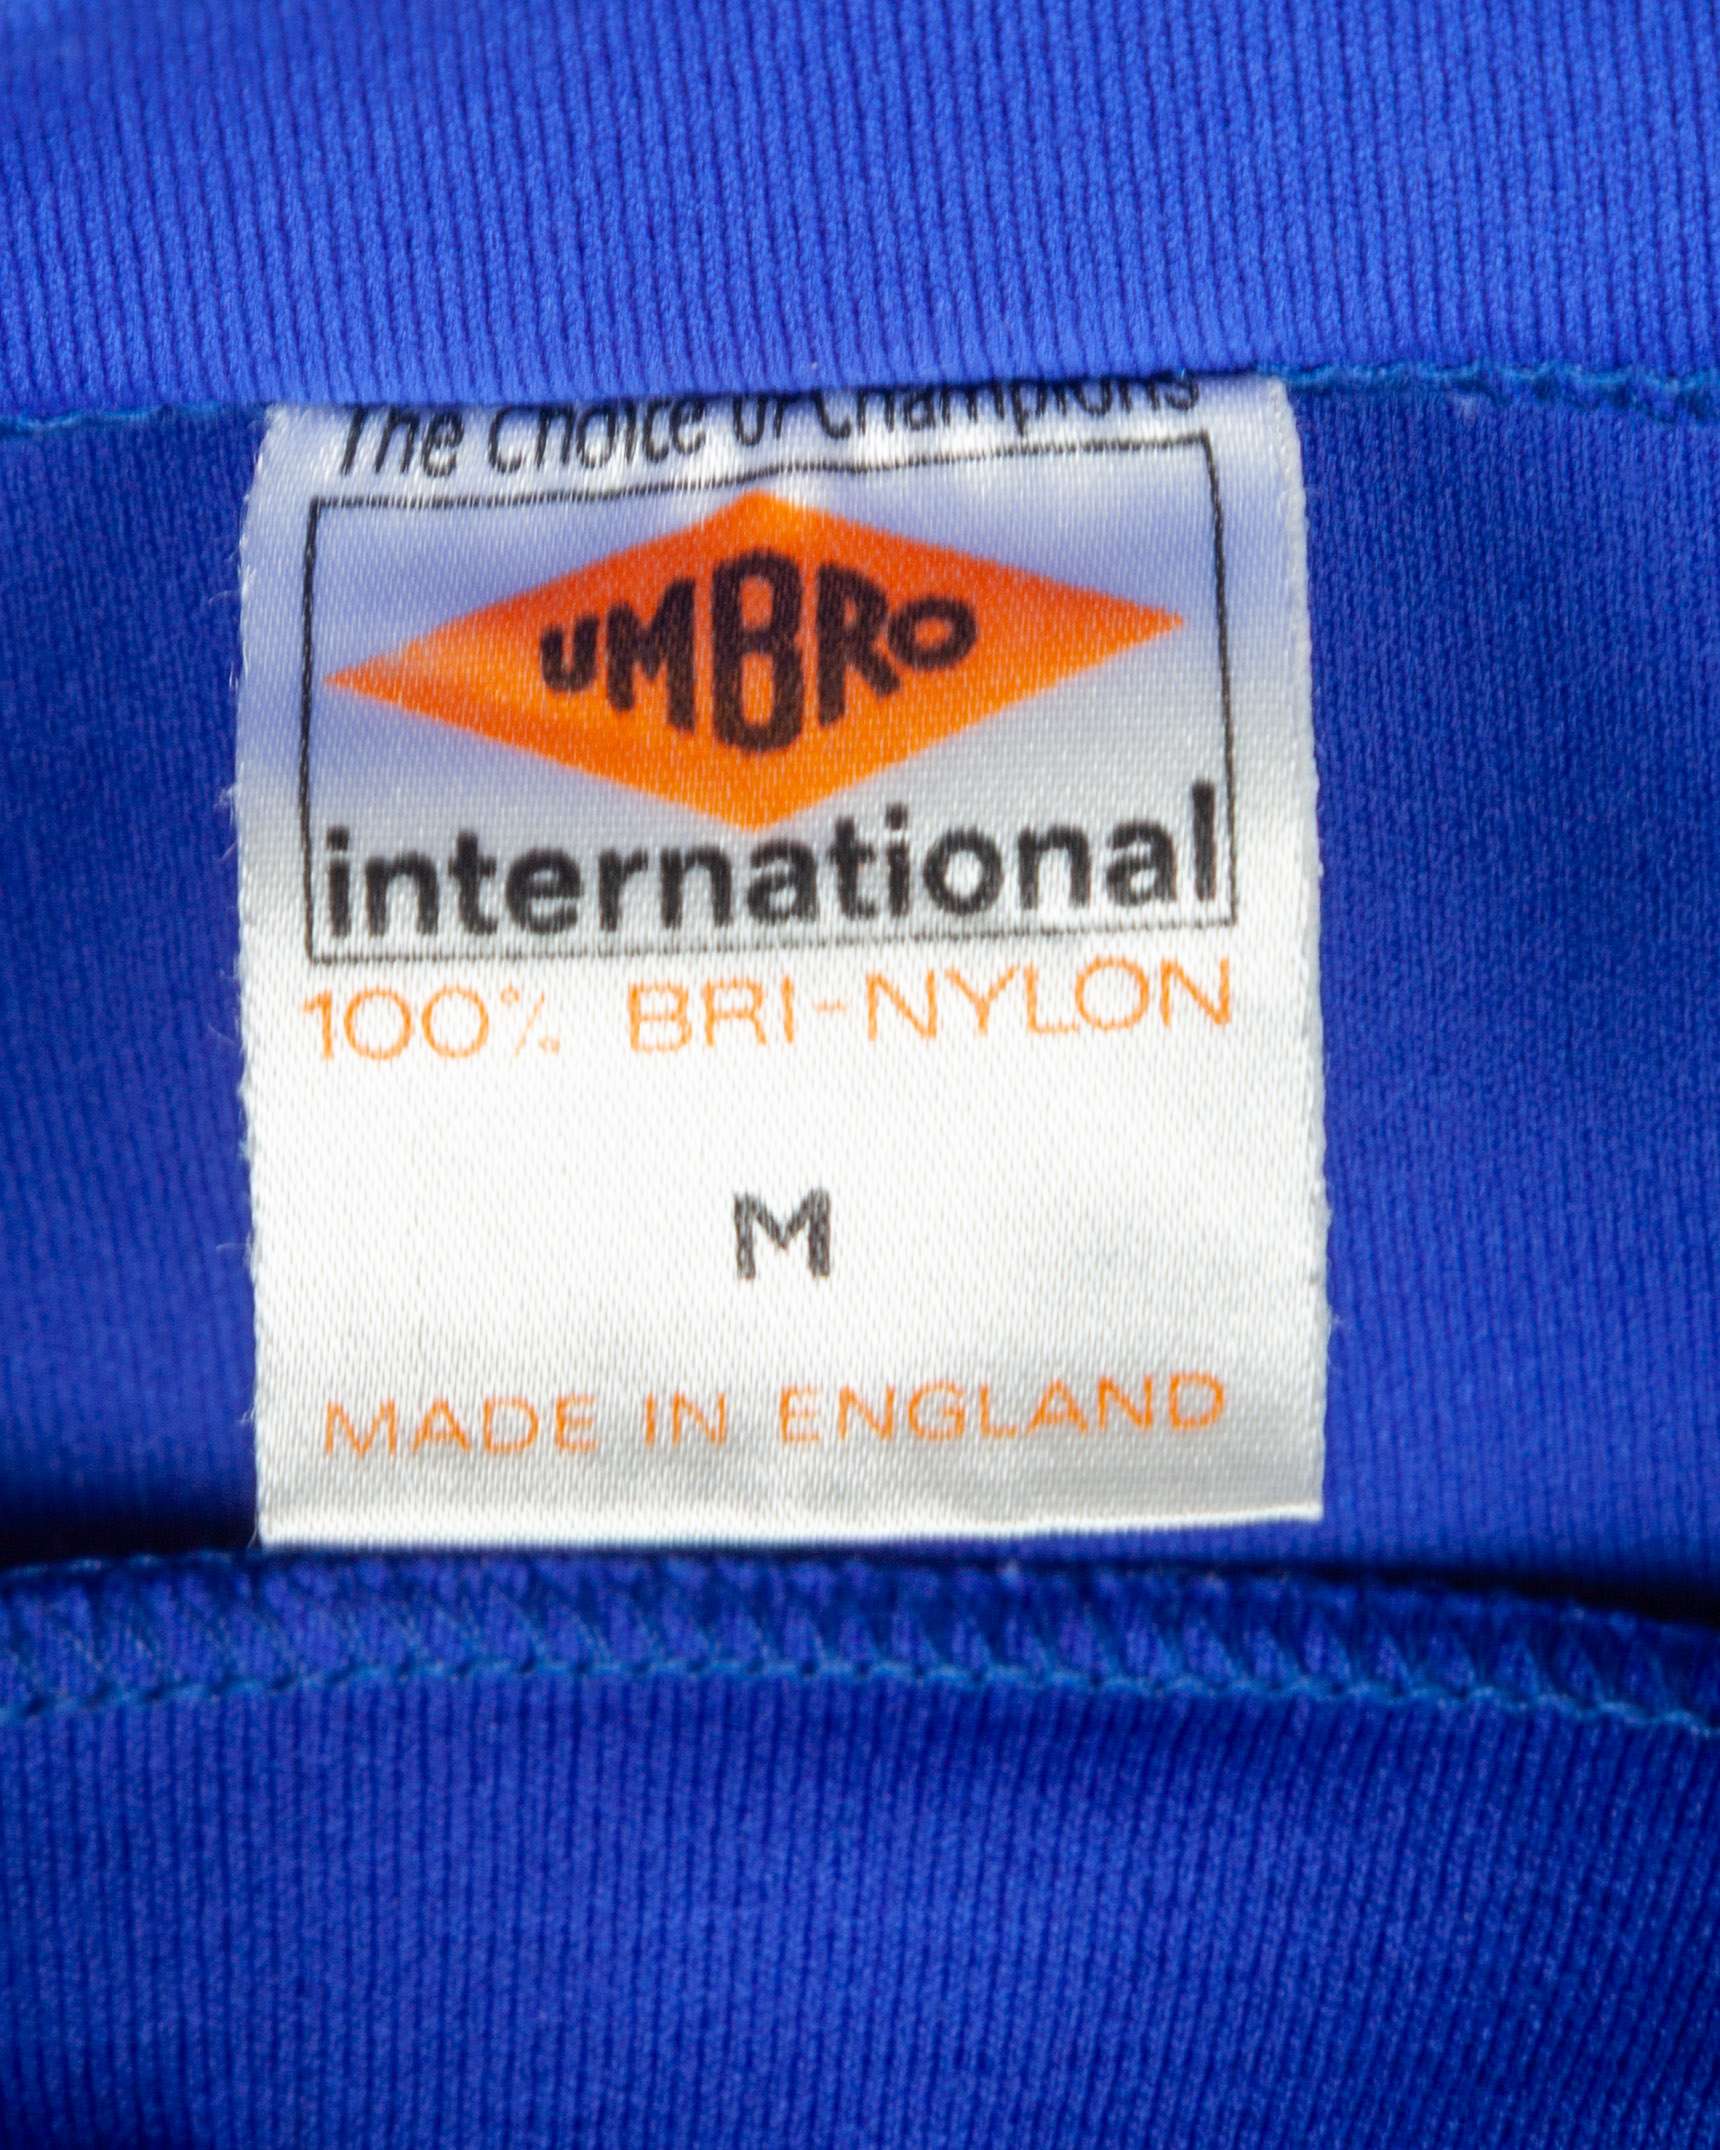 The Choice of Champions
UMBRO
international
100% BRI-NYLON
M
MADE IN ENGLAND